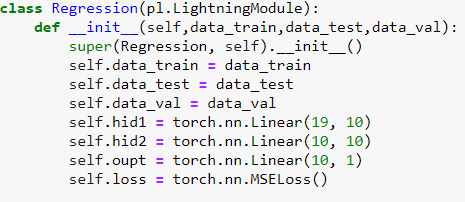 class Regression(pl.LightningModule):
    def __init__(self,data_train,data_test,data_val):
        super(Regression, self).__init__()
        self.data_train = data_train
        self.data_test = data_test
        self.data_val = data_val
        self.hid1 = torch.nn.Linear(19, 10)
        self.hid2 = torch.nn.Linear(10, 10)
        self.oupt = torch.nn.Linear(10, 1)
        self.loss = torch.nn.MSELoss()